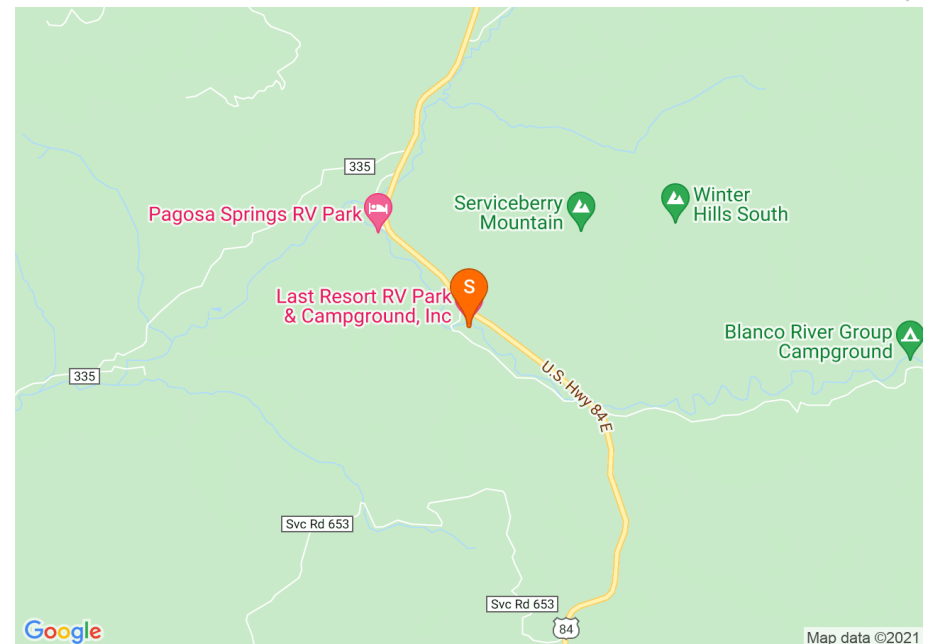 335
Pagosa Springs RV Park
Serviceberry
Mountain
Winter
Hills South
S
Last Resort RV Park
& Campground, Inc
Blanco River Group
Campground
335
U.S. Hwy 84 E
Svc Rd 653
Svc Rd 653
84
Google
Map data ©2021